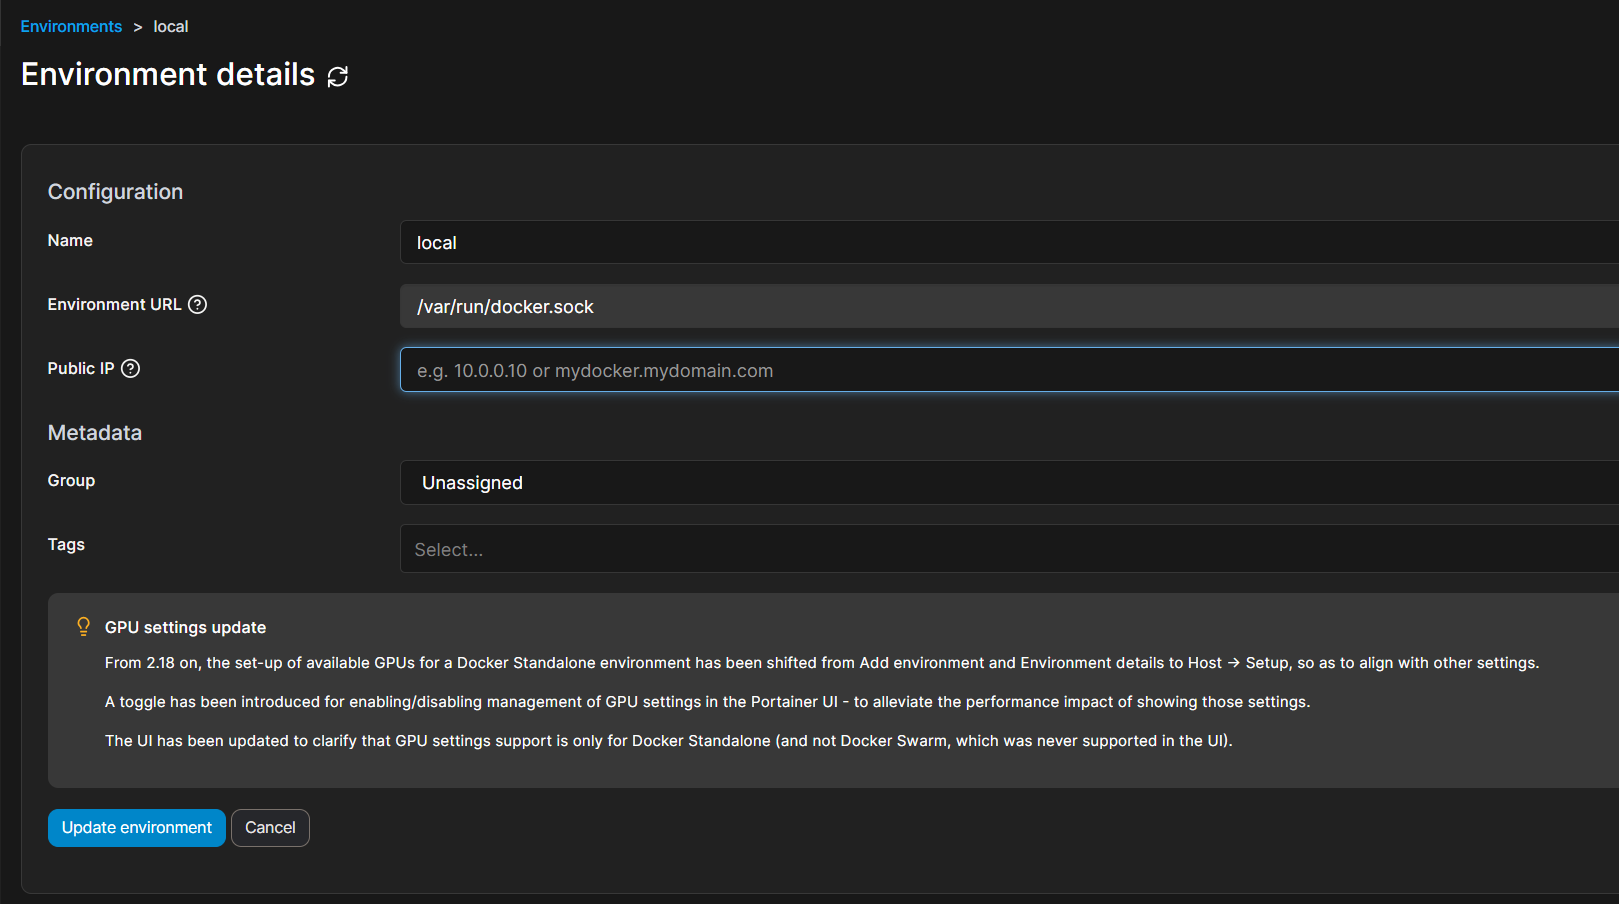 Environments > local
Environment details
Configuration
Name
local
Environment URL
/var/run/docker.sock
Public IP
e.g. 10.0.0.10 or mydocker.mydomain.com
Metadata
Group
Unassigned
Tags
Select...
GPU settings update
From 2.18 on, the set-up of available GPUs for a Docker Standalone environment has been shifted from Add environment and Environment details to Host → Setup, so as to align with other settings.
A toggle has been introduced for enabling/disabling management of GPU settings in the Portainer UI - to alleviate the performance impact of showing those settings.
The UI has been updated to clarify that GPU settings support is only for Docker Standalone (and not Docker Swarm, which was never supported in the UI).
Update environment
Cancel